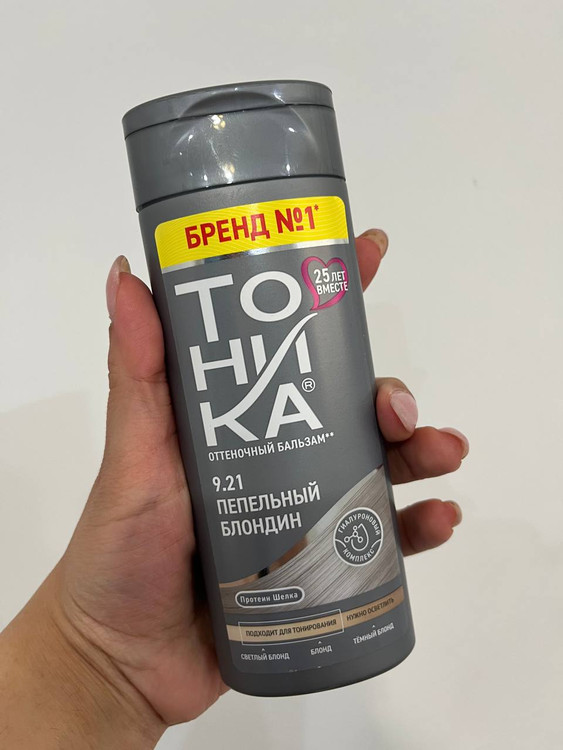 БРЕНД №1*
25 ЛЕТ
ВМЕСТЕ
ТО
НИ
КА®
ОТТЕНОЧНЫЙ БАЛЬЗАМ**
9.21
ПЕПЕЛЬНЫЙ
БЛОНДИН
ГИАЛУРОНОВЫЙ
КОМПЛЕКС
Протеин Шелка
ПОДХОДИТ ДЛЯ ТОНИРОВАНИЯ
НУЖНО ОСВЕТЛИТЬ
СВЕТЛЫЙ БЛОНД
БЛОНД
ТЁМНЫЙ БЛОНД